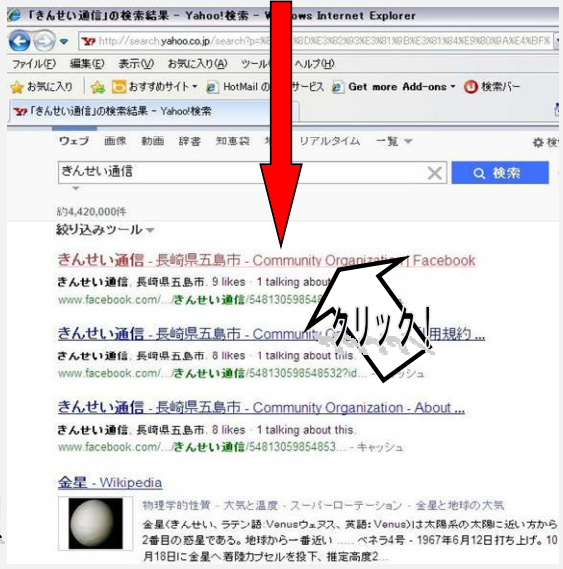 「きんせい通信」の検索結果 - Yahoo!検索 - W ows Internet Explorer
http://search.yahoo.co.jp/search?p=
ファイル(F) 編集(E) 表示(V) お気に入り(A) ツール ヘルプ(H)
お気に入り おすすめサイト HotMail の サービス Get more Add-ons 検索バー
「きんせい通信」の検索結果 - Yahoo!検索
ウェブ 画像 動画 辞書 知恵袋 リアルタイム 一覧
きんせい通信 検索
約4,420,000件
絞り込みツール
きんせい通信 - 長崎県五島市 - Community Organization | Facebook
きんせい通信, 長崎県五島市. 9 likes · 1 talking about
www.facebook.com/.../きんせい通信/548130598548
クリック!
きんせい通信 - 長崎県五島市 - Community 利用規約 ...
きんせい通信, 長崎県五島市. 8 likes · 1 talking about this.
www.facebook.com/.../きんせい通信/548130598548532?id... - キャッシュ
きんせい通信 - 長崎県五島市 - Community Organization - About ...
きんせい通信, 長崎県五島市. 8 likes · 1 talking about this.
www.facebook.com/.../きんせい通信/54813059854853... - キャッシュ
金星 - Wikipedia
物理学的性質 - 大気と温度 - スーパーローテーション - 金星と地球の大気
金星(きんせい、ラテン語:Venusウェヌス、英語:Venus)は太陽系の太陽に近い方から
2番目の惑星である。地球から一番近い ..... ベネラ4号 - 1967年6月12日打ち上げ。10
月18日に金星へ着陸カプセルを投下、推定高度2...